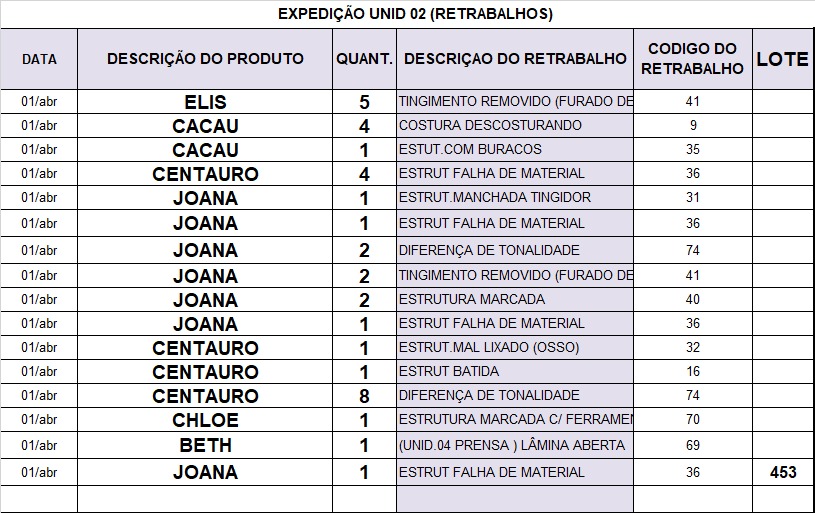 EXPEDIÇÃO UNID 02 (RETRABALHOS)
DATA DESCRIÇÃO DO PRODUTO QUANT. DESCRIÇAO DO RETRABALHO CODIGO DO RETRABALHO LOTE
01/abr ELIS 5 TINGIMENTO REMOVIDO (FURADO DE 41
01/abr CACAU 4 COSTURA DESCOSTURANDO 9
01/abr CACAU 1 ESTUT.COM BURACOS 35
01/abr CENTAURO 4 ESTRUT FALHA DE MATERIAL 36
01/abr JOANA 1 ESTRUT.MANCHADA TINGIDOR 31
01/abr JOANA 1 ESTRUT FALHA DE MATERIAL 36
01/abr JOANA 2 DIFERENÇA DE TONALIDADE 74
01/abr JOANA 2 TINGIMENTO REMOVIDO (FURADO DE 41
01/abr JOANA 2 ESTRUTURA MARCADA 40
01/abr JOANA 1 ESTRUT FALHA DE MATERIAL 36
01/abr CENTAURO 1 ESTRUT.MAL LIXADO (OSSO) 32
01/abr CENTAURO 1 ESTRUT BATIDA 16
01/abr CENTAURO 8 DIFERENÇA DE TONALIDADE 74
01/abr CHLOE 1 ESTRUTURA MARCADA C/ FERRAMEN 70
01/abr BETH 1 (UNID.04 PRENSA ) LÂMINA ABERTA 69
01/abr JOANA 1 ESTRUT FALHA DE MATERIAL 36 453